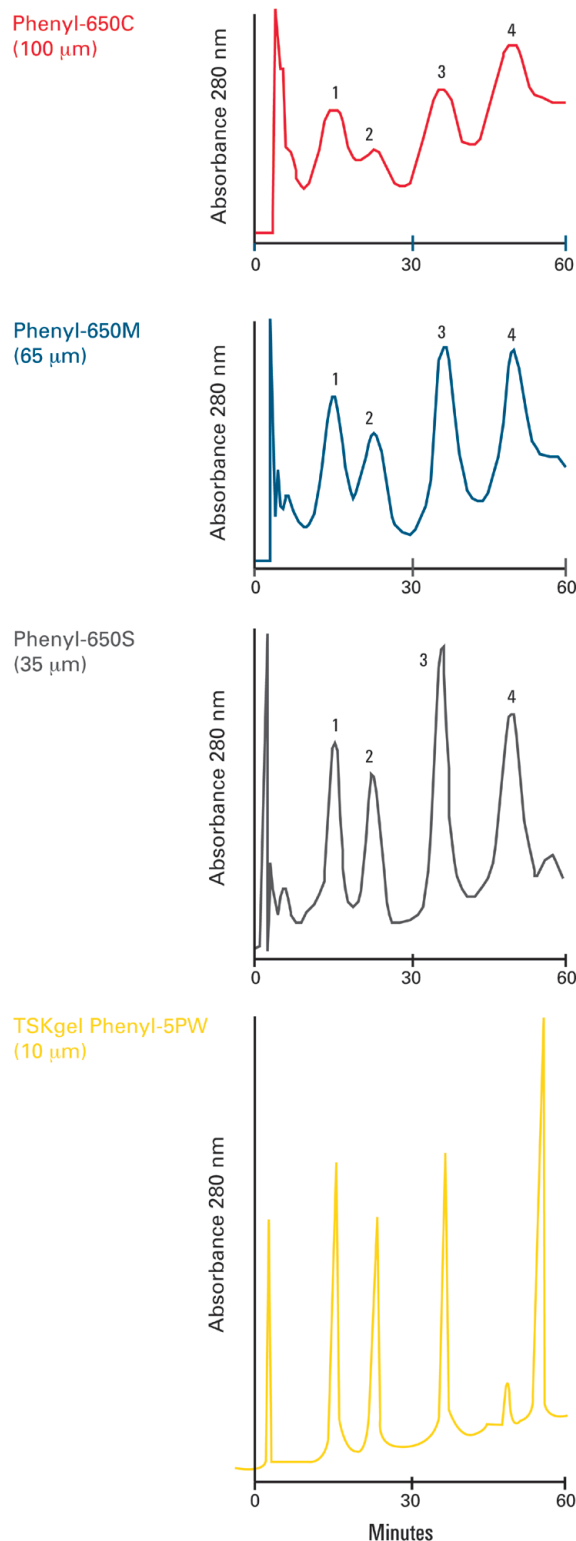 Phenyl-650C
(100 μm)
Absorbance 280 nm
1
2
3
4
0
30
60
Phenyl-650M
(65 μm)
Absorbance 280 nm
1
2
3
4
0
30
60
Phenyl-650S
(35 μm)
Absorbance 280 nm
1
2
3
4
0
30
60
TSKgel Phenyl-5PW
(10 μm)
Absorbance 280 nm
0
30
60
Minutes